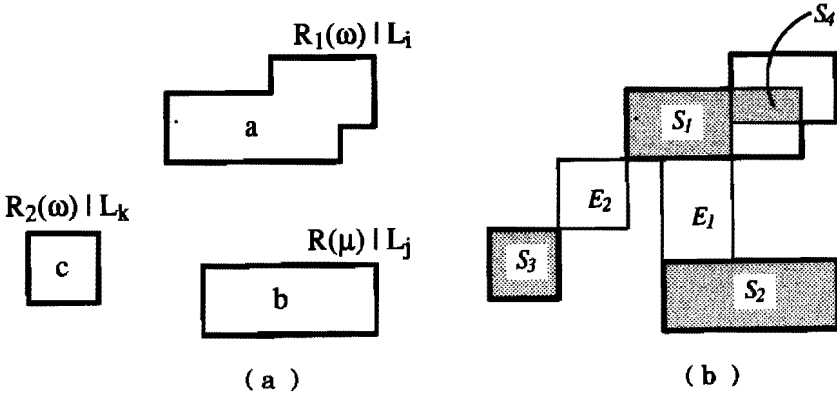 R₁(ω) | Lᵢ
a
R₂(ω) | Lₖ
c
R(μ) | Lⱼ
b
( a )
S₄
S₁
E₂
E₁
S₃
S₂
( b )